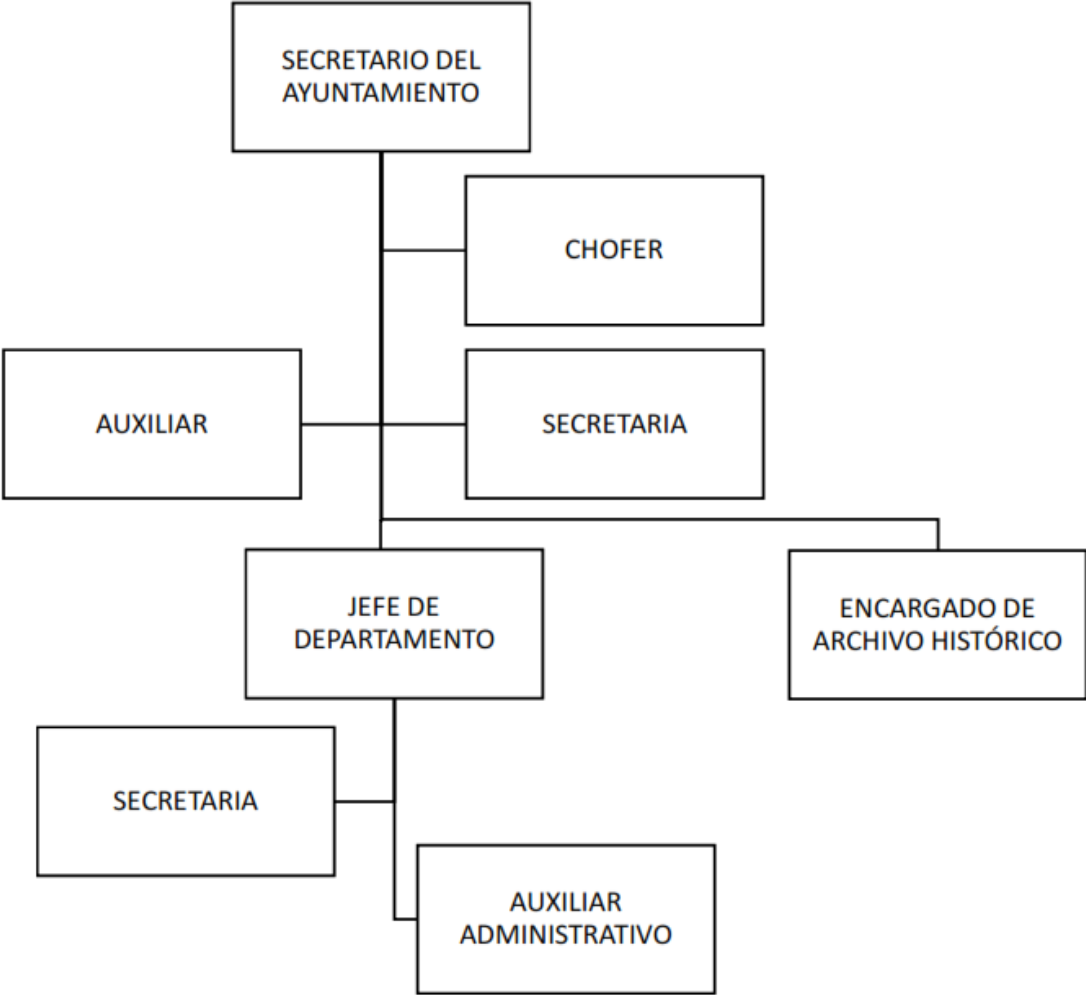 SECRETARIO DEL
AYUNTAMIENTO
CHOFER
AUXILIAR
SECRETARIA
JEFE DE
DEPARTAMENTO
ENCARGADO DE
ARCHIVO HISTÓRICO
SECRETARIA
AUXILIAR
ADMINISTRATIVO